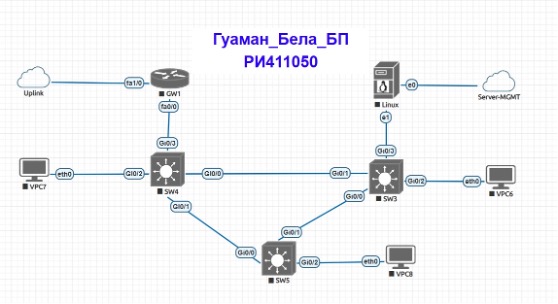 Гуаман_Бела_БП
РИ411050
Uplink
fa1/0
GW1
fa0/0
Linux
e0
Server-MGMT
e1
Gi0/3
Gi0/3
VPC7
eth0
Gi0/2
SW4
Gi0/0
Gi0/1
SW3
Gi0/2
eth0
VPC6
Gi0/1
Gi0/0
Gi0/0
Gi0/1
SW5
Gi0/2
eth0
VPC8